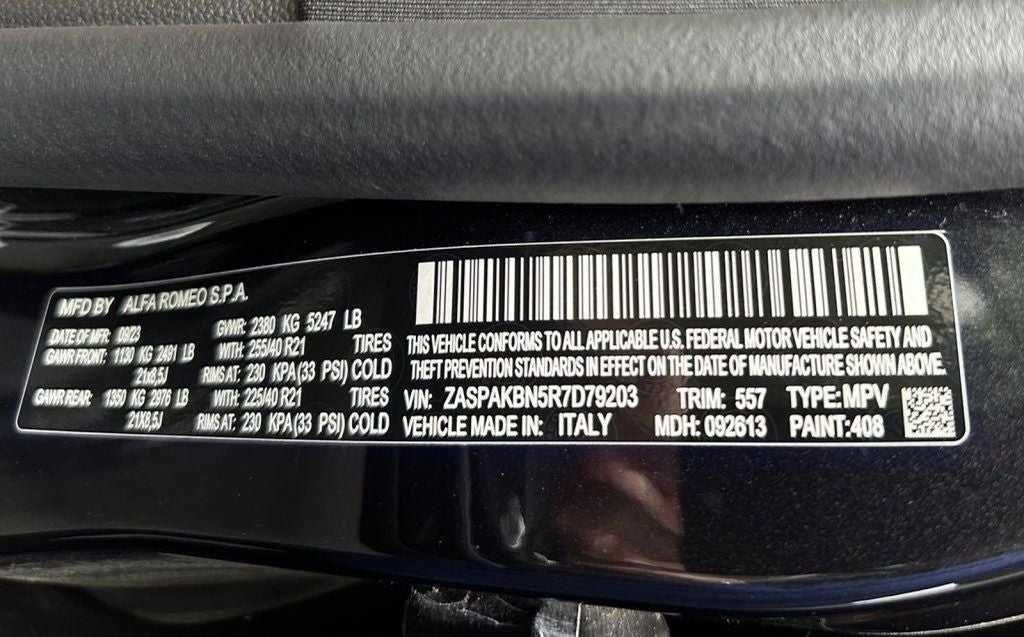 MFD BY ALFA ROMEO S.P.A.
DATE OF MFR: 09/23 GVWR: 2380 KG 5247 LB
GAWR FRONT: 1130 KG 2491 LB WITH: 255/40 R21 TIRES
21x8,5J RIMS AT: 230 KPA (33 PSI) COLD
GAWR REAR: 1350 KG 2976 LB WITH: 225/40 R21 TIRES
21X8,5J RIMS AT: 230 KPA (33 PSI) COLD
THIS VEHICLE CONFORMS TO ALL APPLICABLE U.S. FEDERAL MOTOR VEHICLE SAFETY AND
THEFT PREVENTION STANDARDS IN EFFECT ON THE DATE OF MANUFACTURE SHOWN ABOVE.
VIN: ZASPAKBN5R7D79203 TRIM: 557 TYPE: MPV
VEHICLE MADE IN: ITALY MDH: 092613 PAINT: 408